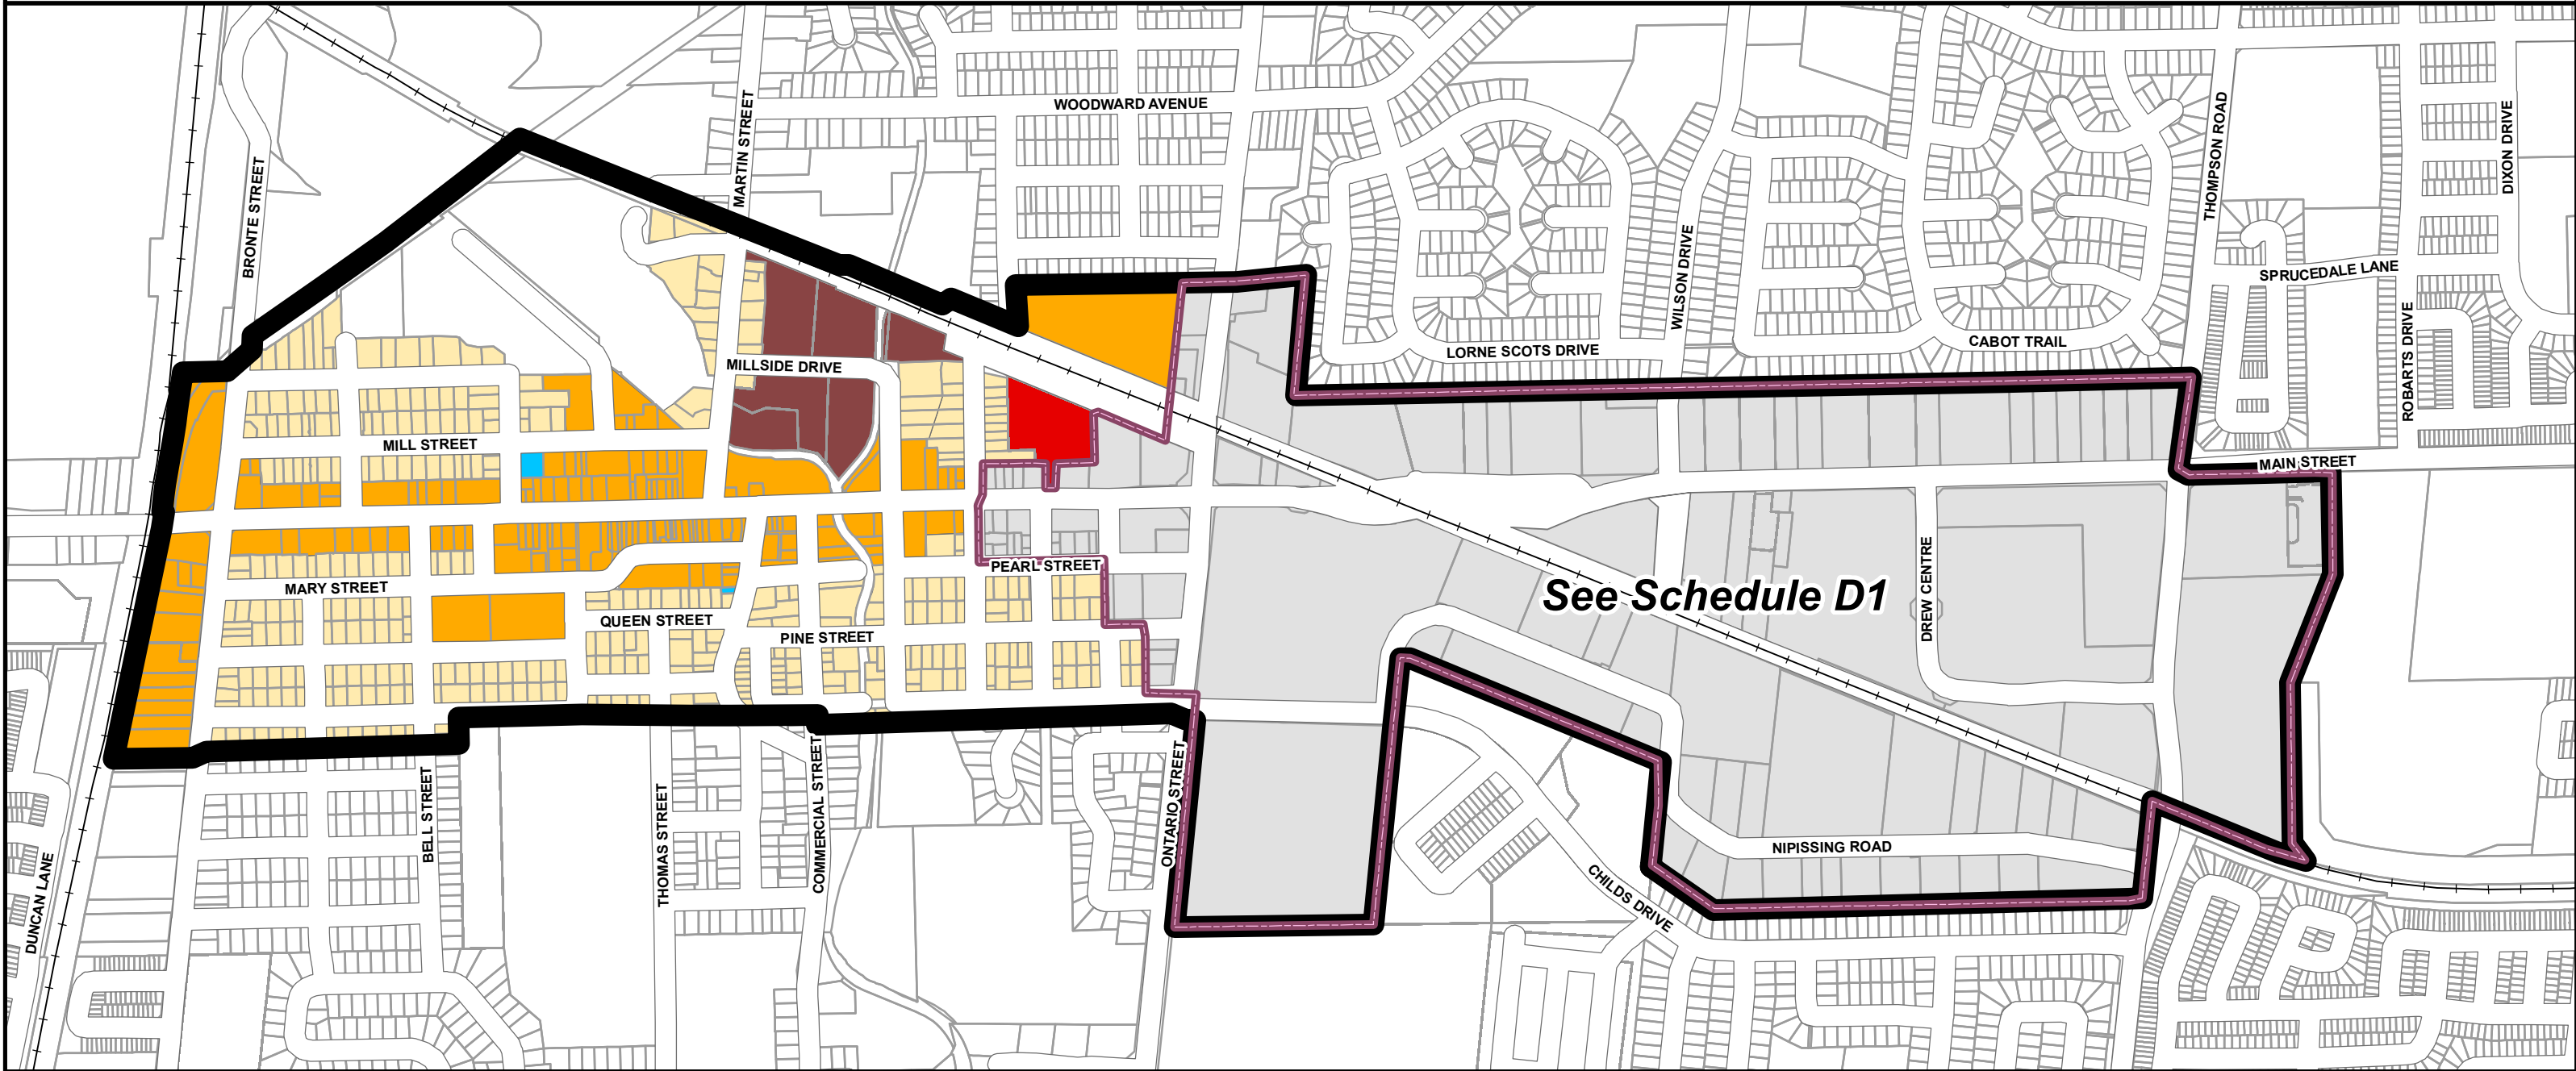 WOODWARD AVENUE
MARTIN STREET
THOMPSON ROAD
DIXON DRIVE
BRONTE STREET
WILSON DRIVE
SPRUCEDALE LANE
ROBARTS DRIVE
CABOT TRAIL
LORNE SCOTS DRIVE
MILLSIDE DRIVE
MILL STREET
MAIN STREET
PEARL STREET
MARY STREET
See Schedule D1
DREW CENTRE
QUEEN STREET
PINE STREET
BELL STREET
THOMAS STREET
COMMERCIAL STREET
ONTARIO STREET
NIPISSING ROAD
CHILDS DRIVE
DUNCAN LANE